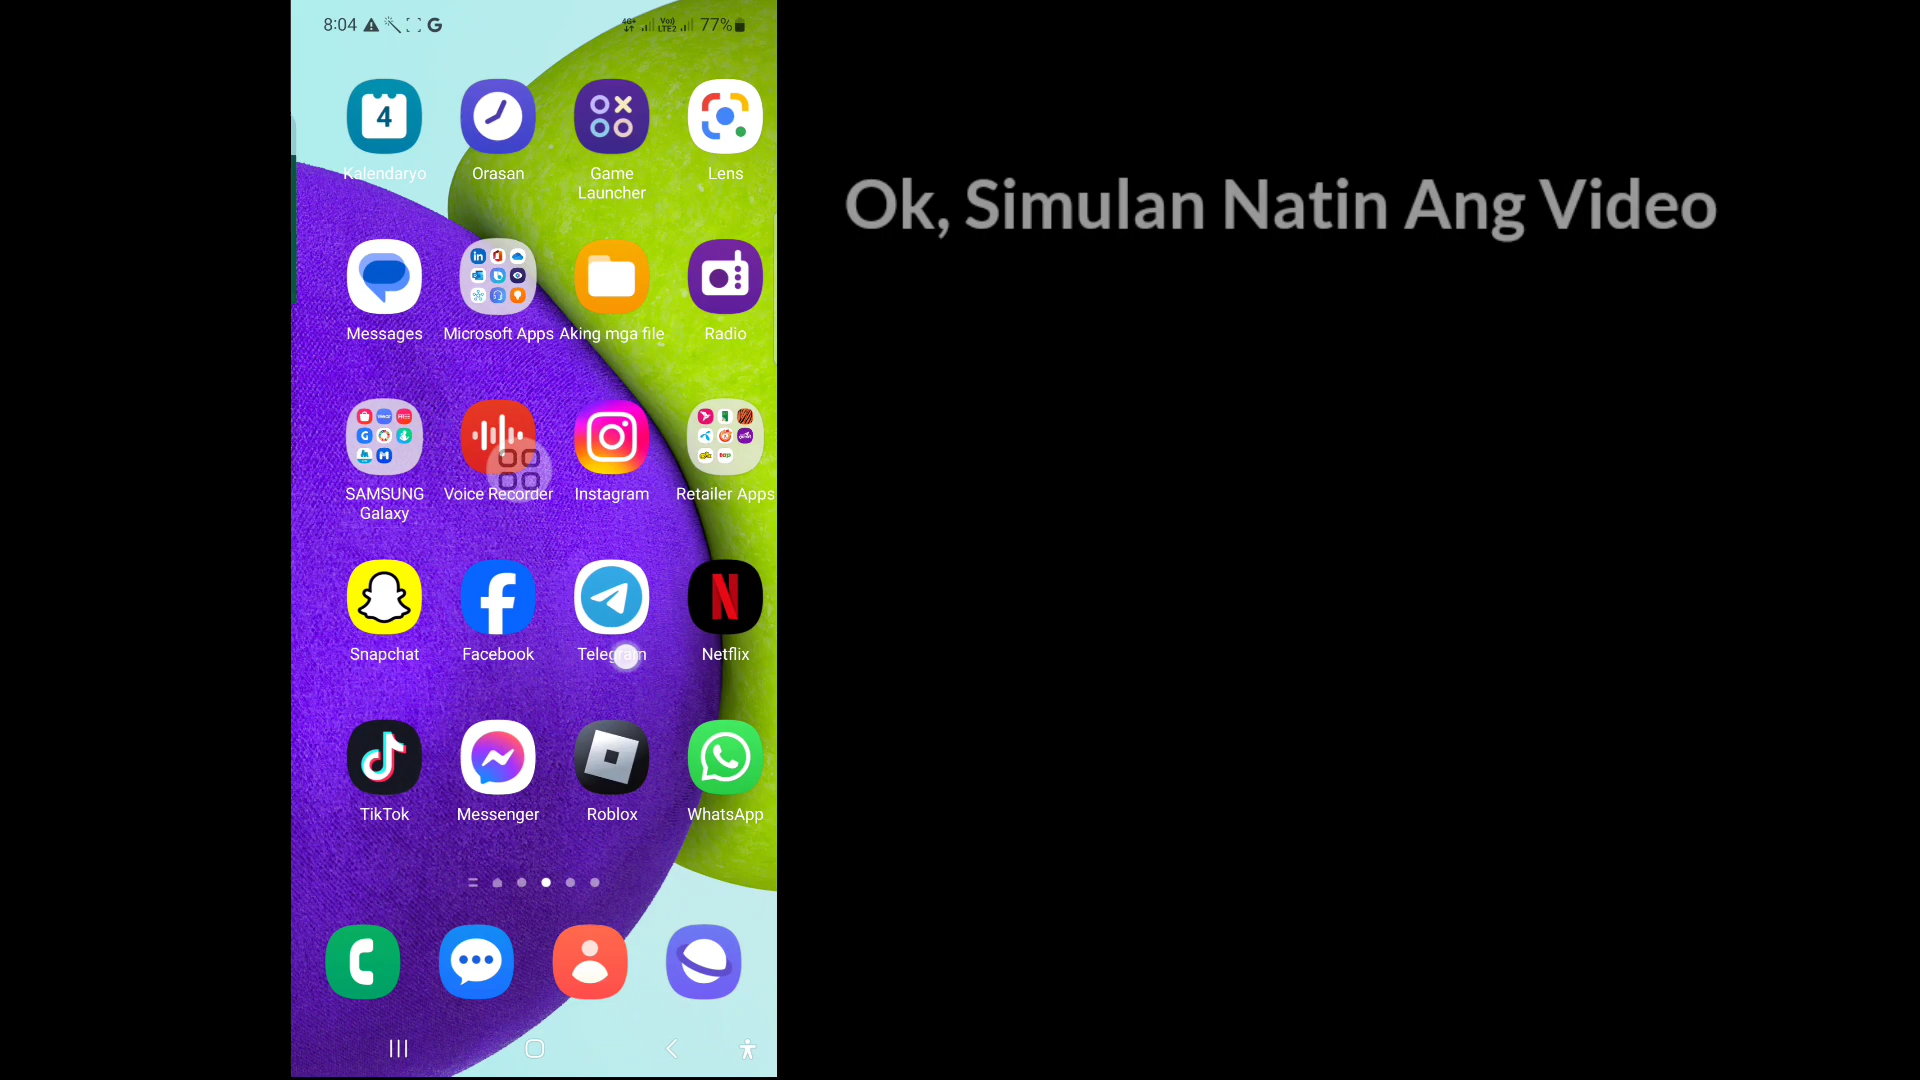 8:04
77%
Ok, Simulan Natin Ang Video
4
Kalendaryo Orasan Game Launcher Lens
Messages Microsoft Apps Aking mga file Radio
SAMSUNG Galaxy Voice Recorder Instagram Retailer Apps
Snapchat Facebook Telegram Netflix
TikTok Messenger Roblox WhatsApp